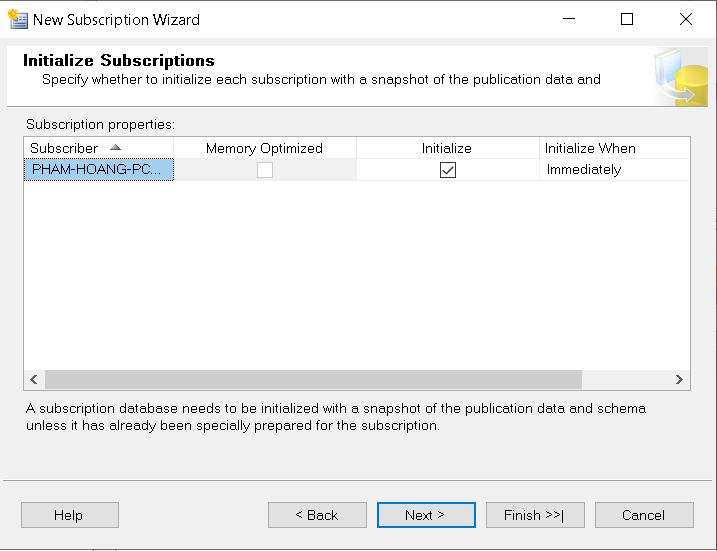 New Subscription Wizard
Initialize Subscriptions
Specify whether to initialize each subscription with a snapshot of the publication data and
Subscription properties:
Subscriber Memory Optimized Initialize Initialize When
PHAM-HOANG-PC... Immediately
A subscription database needs to be initialized with a snapshot of the publication data and schema
unless it has already been specially prepared for the subscription.
Help < Back Next > Finish >>| Cancel